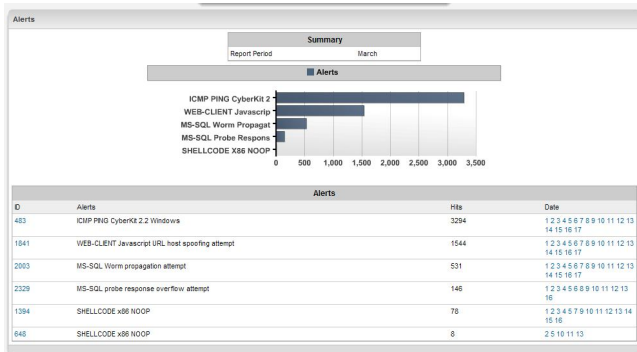 Alerts
Summary
Report Period March
Alerts
ICMP PING CyberKit 2
WEB-CLIENT Javascrip
MS-SQL Worm Propagat
MS-SQL Probe Respons
SHELLCODE X86 NOOP
0 500 1,000 1,500 2,000 2,500 3,000 3,500
Alerts
ID Alerts Hits Date
483 ICMP PING CyberKit 2.2 Windows 3294 1 2 3 4 5 6 7 8 9 10 11 12 13
14 15 16 17
1841 WEB-CLIENT Javascript URL host spoofing attempt 1544 1 2 3 4 5 6 7 8 9 10 11 12 13
14 15 16 17
2003 MS-SQL Worm propagation attempt 531 1 2 3 4 5 6 7 8 9 10 11 12 13
14 15 16 17
2329 MS-SQL probe response overflow attempt 146 1 2 3 4 5 6 8 9 10 11 12 13
16
1394 SHELLCODE x86 NOOP 78 1 2 3 4 5 7 9 10 11 12 13 14
15 16
648 SHELLCODE x86 NOOP 8 2 5 10 11 13